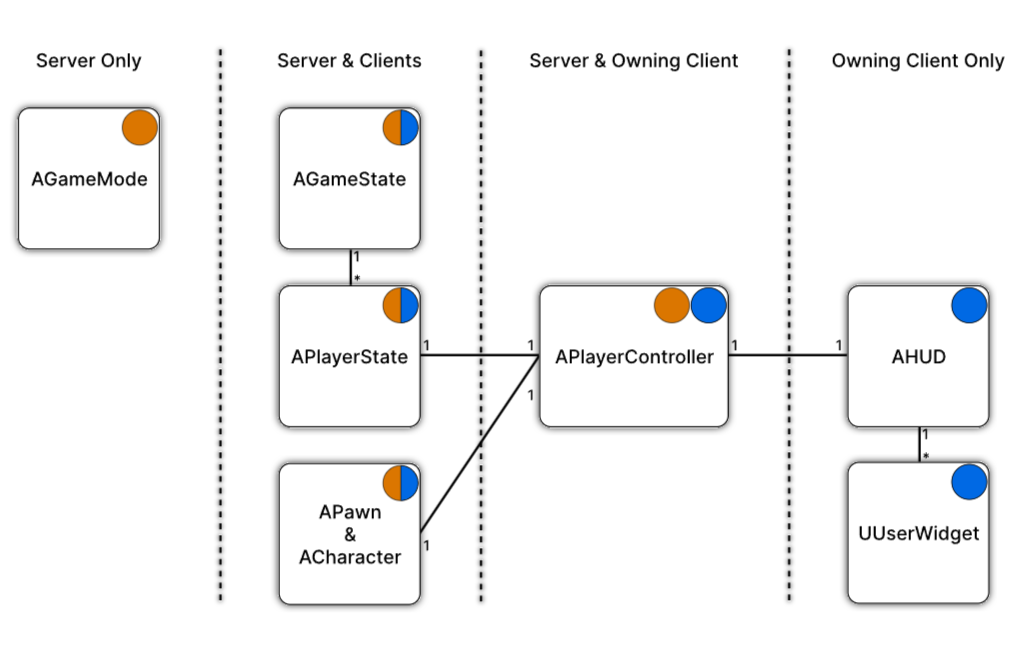 Server Only
Server & Clients
Server & Owning Client
Owning Client Only
AGameMode
AGameState
1
*
APlayerState
1
1
APlayerController
1
1
AHUD
1
1
*
APawn
&
ACharacter
1
UUserWidget